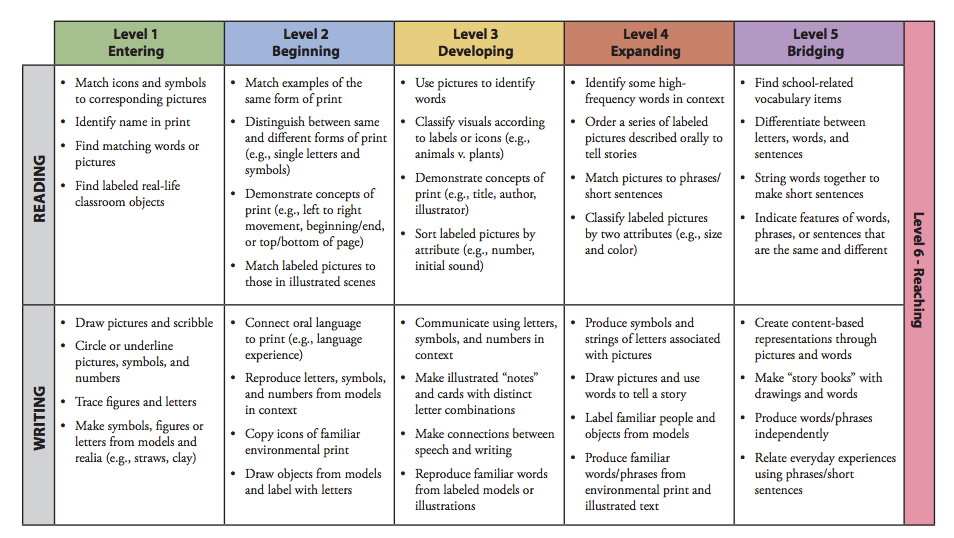 Level 1
Entering
Level 2
Beginning
Level 3
Developing
Level 4
Expanding
Level 5
Bridging
Level 6 - Reaching
READING
• Match icons and symbols
to corresponding pictures
• Identify name in print
• Find matching words or
pictures
• Find labeled real-life
classroom objects
• Match examples of the
same form of print
• Distinguish between same
and different forms of print
(e.g., single letters and
symbols)
• Demonstrate concepts of
print (e.g., left to right
movement, beginning/end,
or top/bottom of page)
• Match labeled pictures to
those in illustrated scenes
• Use pictures to identify
words
• Classify visuals according
to labels or icons (e.g.,
animals v. plants)
• Demonstrate concepts of
print (e.g., title, author,
illustrator)
• Sort labeled pictures by
attribute (e.g., number,
initial sound)
• Identify some high-
frequency words in context
• Order a series of labeled
pictures described orally to
tell stories
• Match pictures to phrases/
short sentences
• Classify labeled pictures
by two attributes (e.g., size
and color)
• Find school-related
vocabulary items
• Differentiate between
letters, words, and
sentences
• String words together to
make short sentences
• Indicate features of words,
phrases, or sentences that
are the same and different
WRITING
• Draw pictures and scribble
• Circle or underline
pictures, symbols, and
numbers
• Trace figures and letters
• Make symbols, figures or
letters from models and
realia (e.g., straws, clay)
• Connect oral language
to print (e.g., language
experience)
• Reproduce letters, symbols,
and numbers from models
in context
• Copy icons of familiar
environmental print
• Draw objects from models
and label with letters
• Communicate using letters,
symbols, and numbers in
context
• Make illustrated “notes”
and cards with distinct
letter combinations
• Make connections between
speech and writing
• Reproduce familiar words
from labeled models or
illustrations
• Produce symbols and
strings of letters associated
with pictures
• Draw pictures and use
words to tell a story
• Label familiar people and
objects from models
• Produce familiar
words/phrases from
environmental print and
illustrated text
• Create content-based
representations through
pictures and words
• Make “story books” with
drawings and words
• Produce words/phrases
independently
• Relate everyday experiences
using phrases/short
sentences